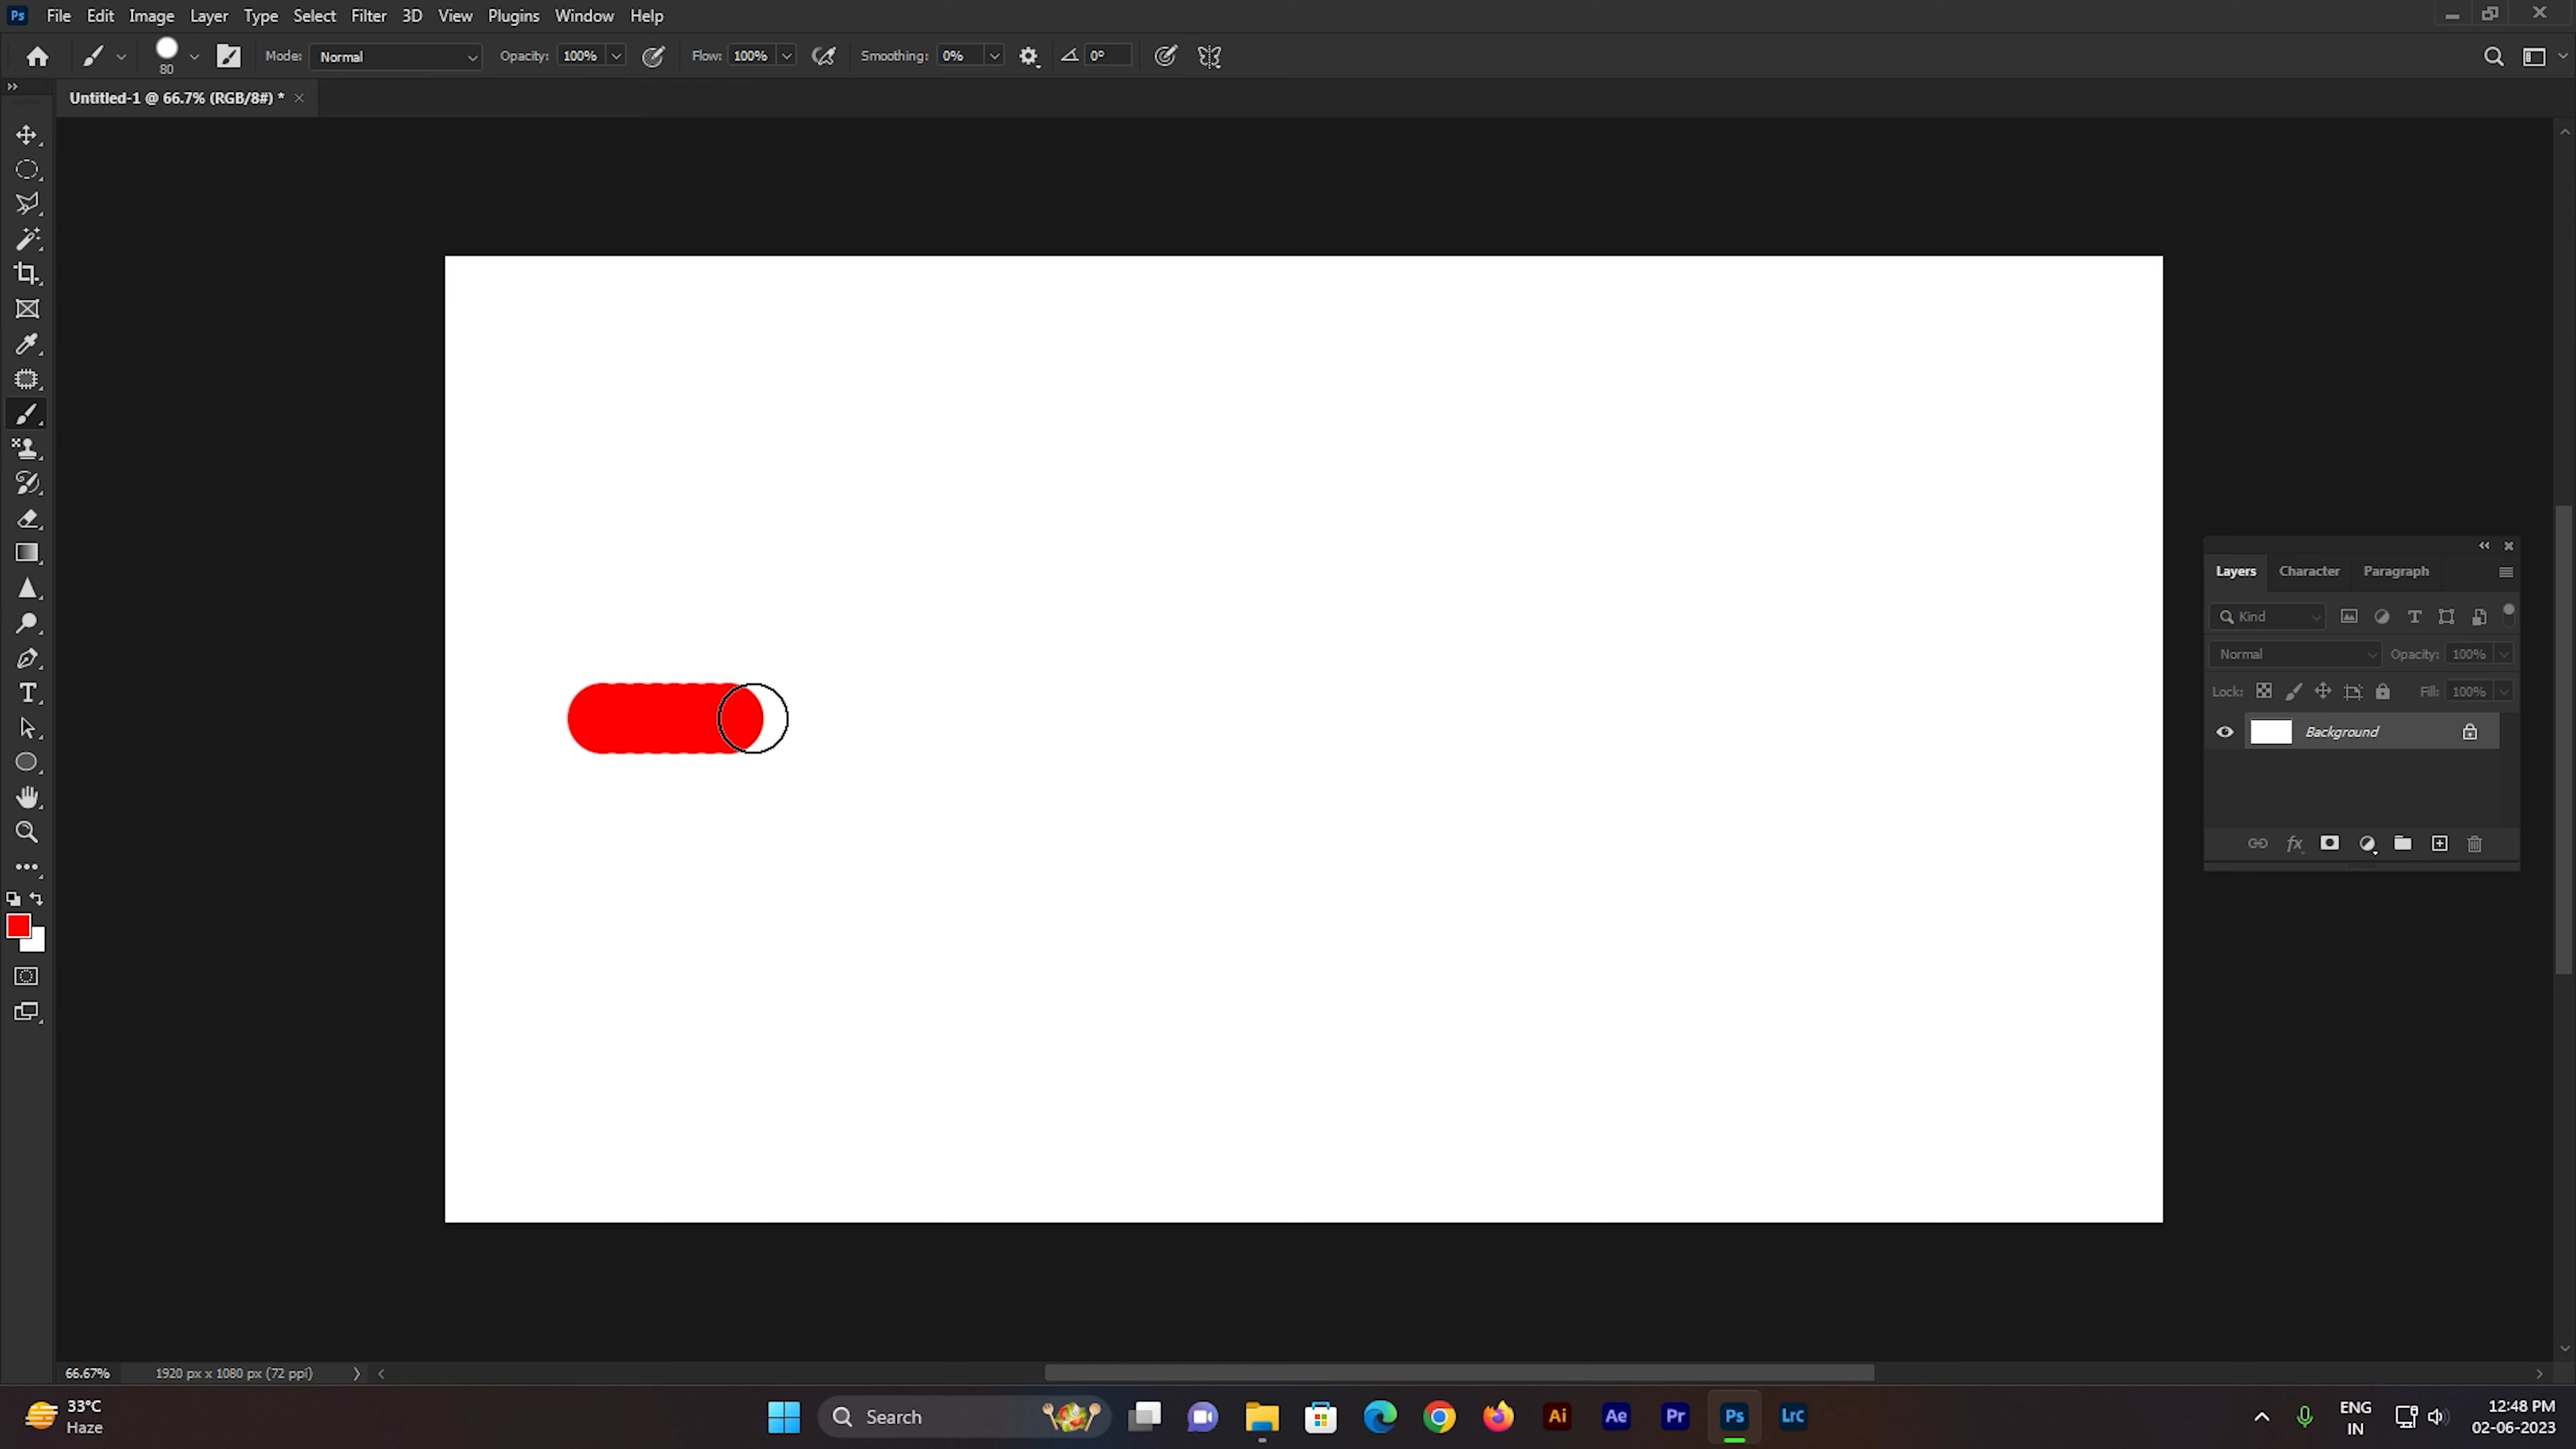 Ps File Edit Image Layer Type Select Filter 3D View Plugins Window Help
80 Mode: Normal Opacity: 100% Flow: 100% Smoothing: 0% 0°
Untitled-1 @ 66.7% (RGB/8#) *
T
Layers Character Paragraph
Kind T
Normal Opacity: 100%
Lock: Fill: 100%
Background
fx
66.67% 1920 px x 1080 px (72 ppi)
33°C
Haze
Search
Ai Ae Pr Ps LrC
ENG
IN
12:48 PM
02-06-2023